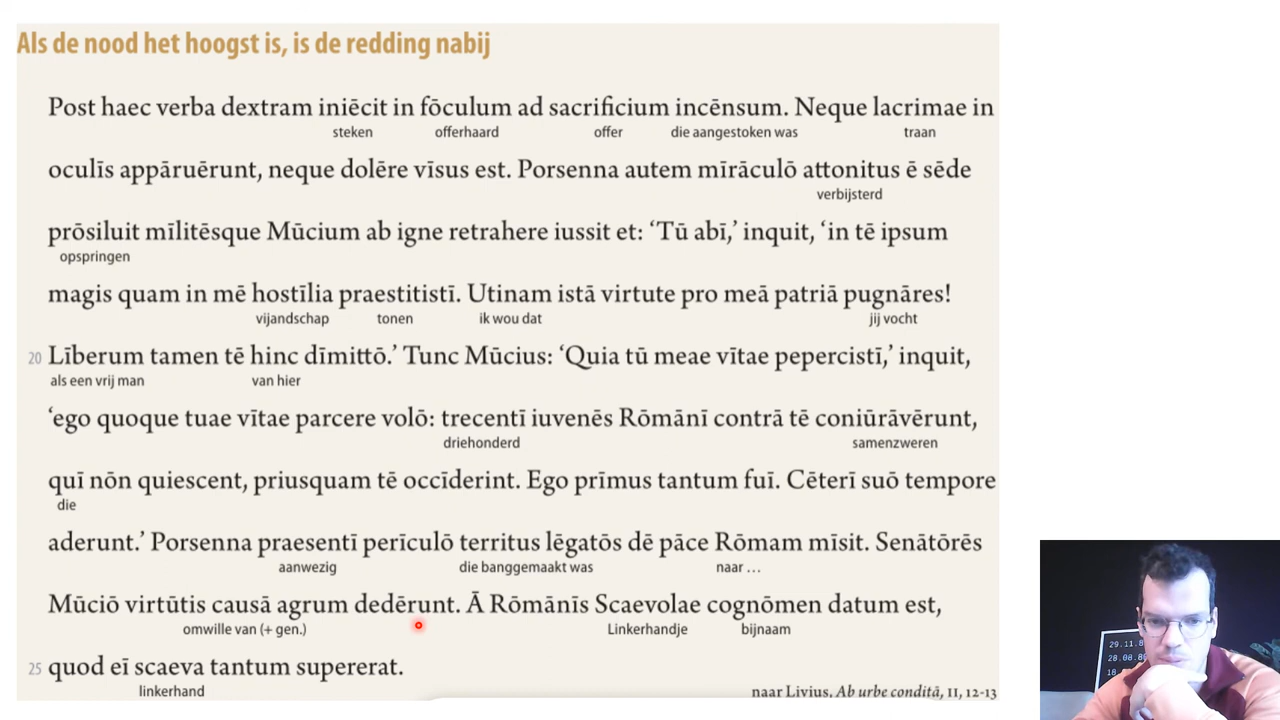 Als de nood het hoogst is, is de redding nabij
Post haec verba dextram iniēcit in fōculum ad sacrificium incēnsum. Neque lacrimae in
steken offerhaard offer die aangestoken was traan
oculīs appāruērunt, neque dolēre vīsus est. Porsenna autem mīrāculō attonitus ē sēde
verbijsterd
prōsiluit mīlitēsque Mūcium ab igne retrahere iussit et: ‘Tū abī,’ inquit, ‘in tē ipsum
opspringen
magis quam in mē hostīlia praestitistī. Utinam istā virtute pro meā patriā pugnāres!
vijandschap tonen ik wou dat jij vocht
20 Līberum tamen tē hinc dīmittō.’ Tunc Mūcius: ‘Quia tū meae vītae pepercistī,’ inquit,
als een vrij man van hier
‘ego quoque tuae vītae parcere volō: trecentī iuvenēs Rōmānī contrā tē coniūrāvērunt,
driehonderd samenzweren
quī nōn quiescent, priusquam tē occīderint. Ego prīmus tantum fuī. Cēterī suō tempore
die
aderunt.’ Porsenna praesentī perīculō territus lēgatōs dē pāce Rōmam mīsit. Senātōrēs
aanwezig die banggemaakt was naar ...
Mūciō virtūtis causā agrum dedērunt. Ā Rōmānīs Scaevolae cognōmen datum est,
omwille van (+ gen.) Linkerhandje bijnaam
25 quod eī scaeva tantum supererat.
linkerhand
naar Livius, Ab urbe conditā, II, 12-13